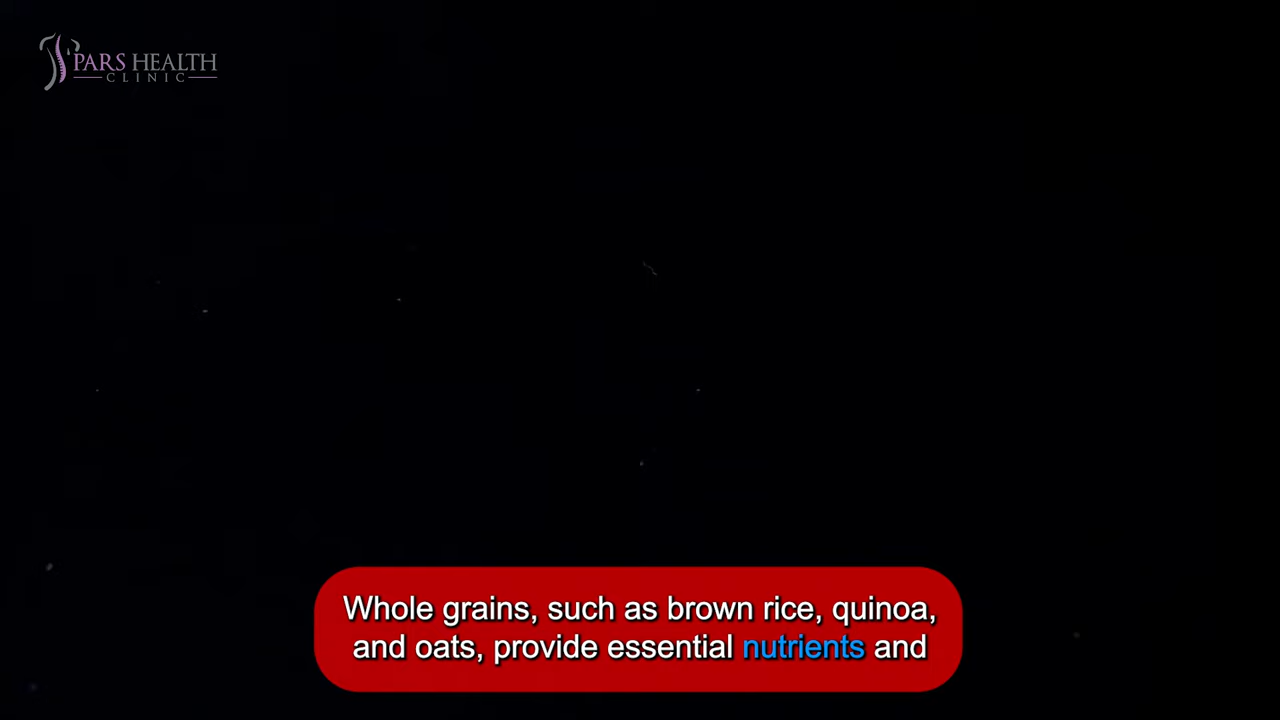 PARS HEALTH
CLINIC
Whole grains, such as brown rice, quinoa,
and oats, provide essential nutrients and